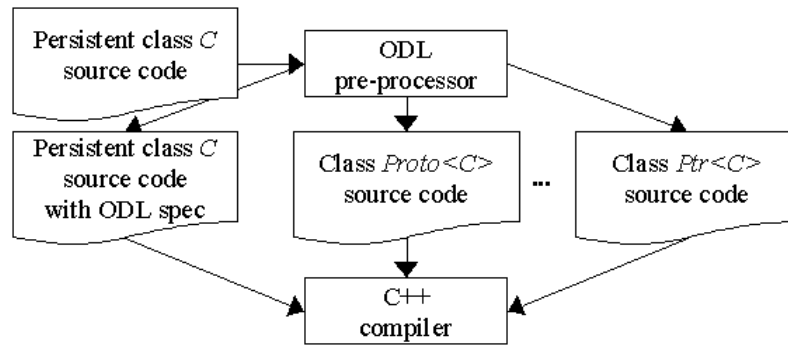 Persistent class C
source code
ODL
pre-processor
Persistent class C
source code
with ODL spec
Class Proto<C>
source code
...
Class Ptr<C>
source code
C++
compiler